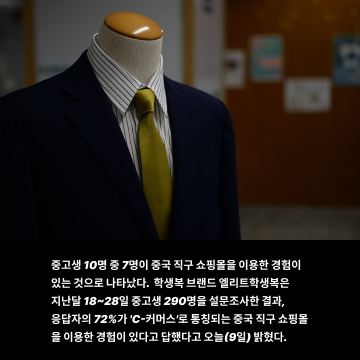 중고생 10명 중 7명이 중국 직구 쇼핑몰을 이용한 경험이
있는 것으로 나타났다. 학생복 브랜드 엘리트학생복은
지난달 18~28일 중고생 290명을 설문조사한 결과,
응답자의 72%가 'C-커머스'로 통칭되는 중국 직구 쇼핑몰
을 이용한 경험이 있다고 답했다고 오늘(9일) 밝혔다.